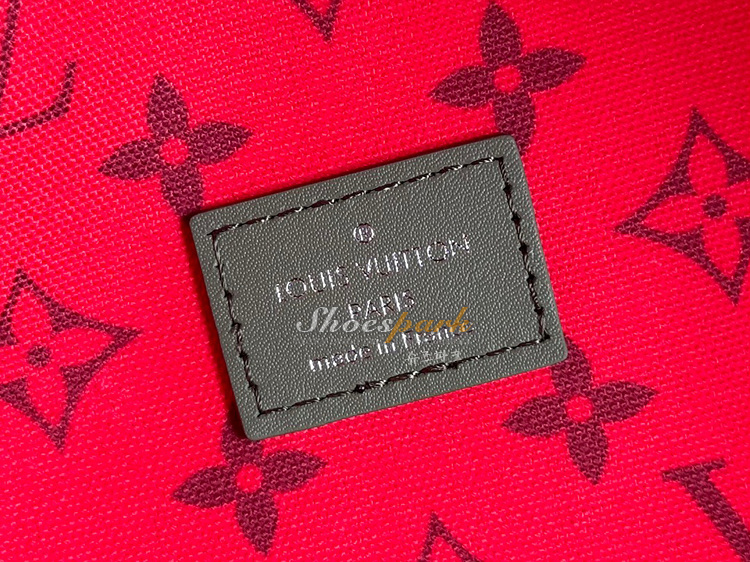 ®
LOUIS VUITTON
PARIS
Shoespark
made in France